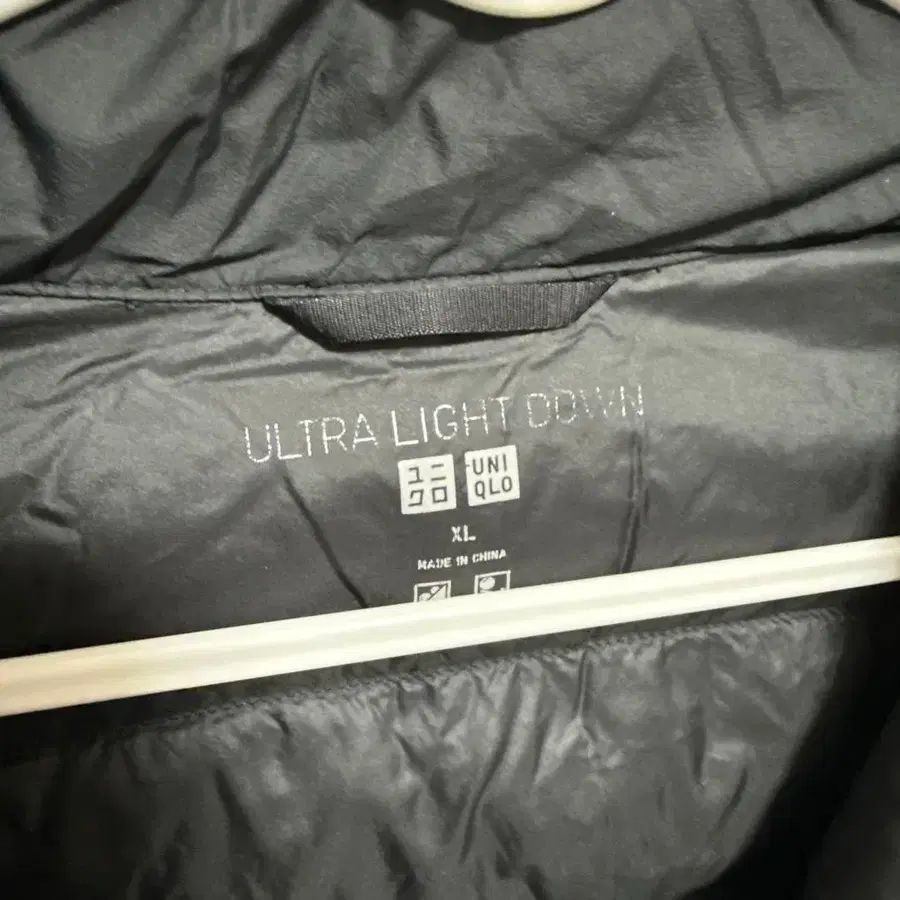 ULTRA LIGHT DOWN
ユニ UNI
クロ QLO
XL
MADE IN CHINA